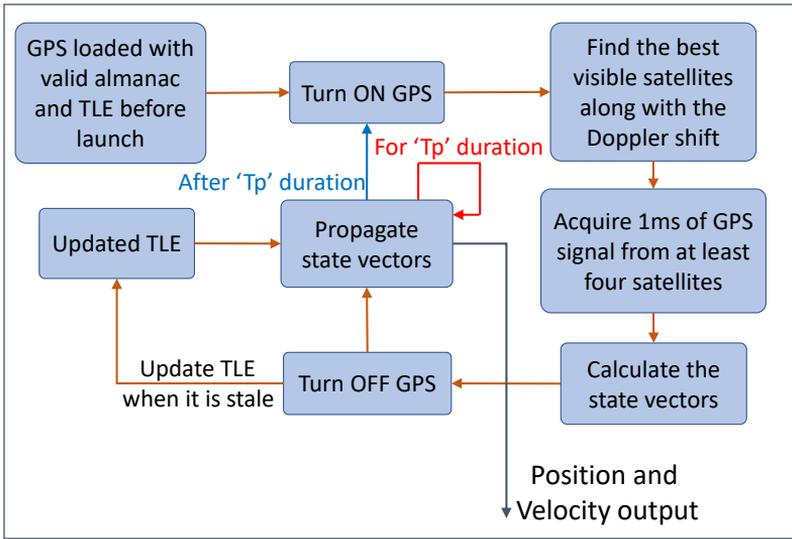 GPS loaded with
valid almanac
and TLE before
launch
Turn ON GPS
Find the best
visible satellites
along with the
Doppler shift
For ‘Tp’ duration
After ‘Tp’ duration
Updated TLE
Propagate
state vectors
Acquire 1ms of GPS
signal from at least
four satellites
Update TLE
when it is stale
Turn OFF GPS
Calculate the
state vectors
Position and
Velocity output